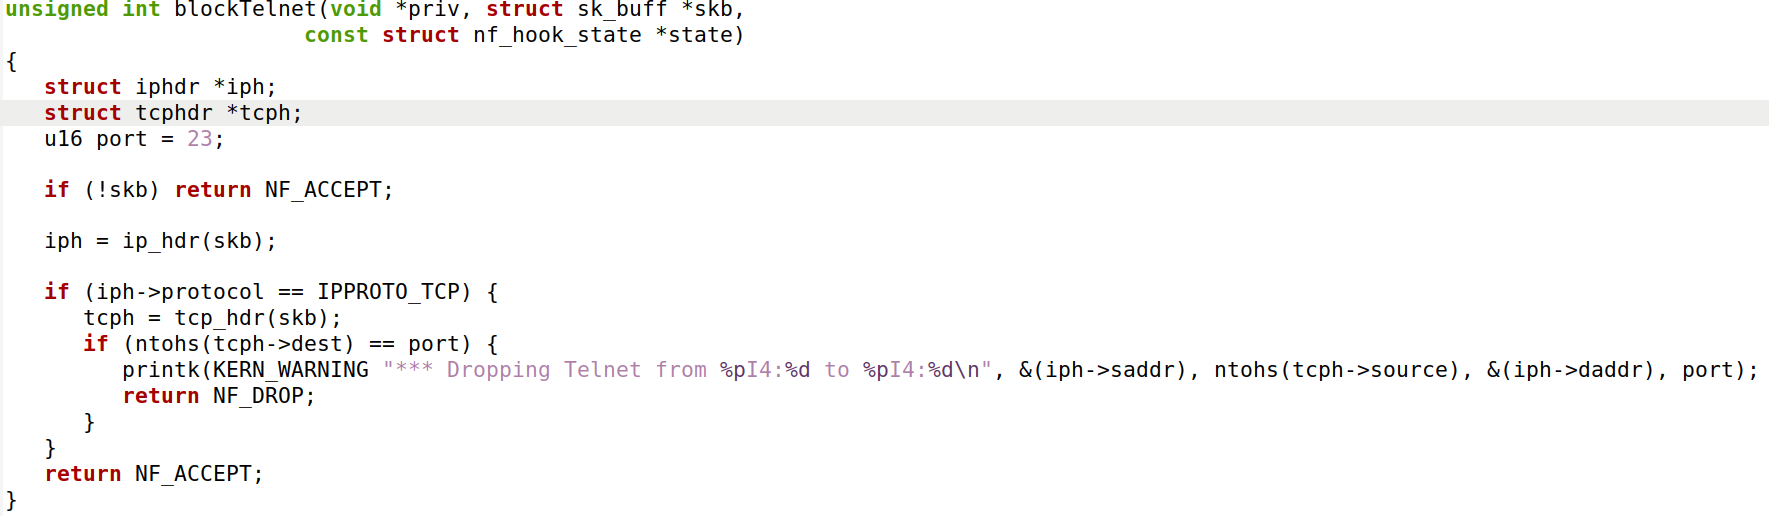 unsigned int blockTelnet(void *priv, struct sk_buff *skb,
                       const struct nf_hook_state *state)
{
   struct iphdr *iph;
   struct tcphdr *tcph;
   u16 port = 23;

   if (!skb) return NF_ACCEPT;

   iph = ip_hdr(skb);

   if (iph->protocol == IPPROTO_TCP) {
      tcph = tcp_hdr(skb);
      if (ntohs(tcph->dest) == port) {
         printk(KERN_WARNING "*** Dropping Telnet from %pI4:%d to %pI4:%d\n", &(iph->saddr), ntohs(tcph->source), &(iph->daddr), port);
         return NF_DROP;
      }
   }
   return NF_ACCEPT;
}